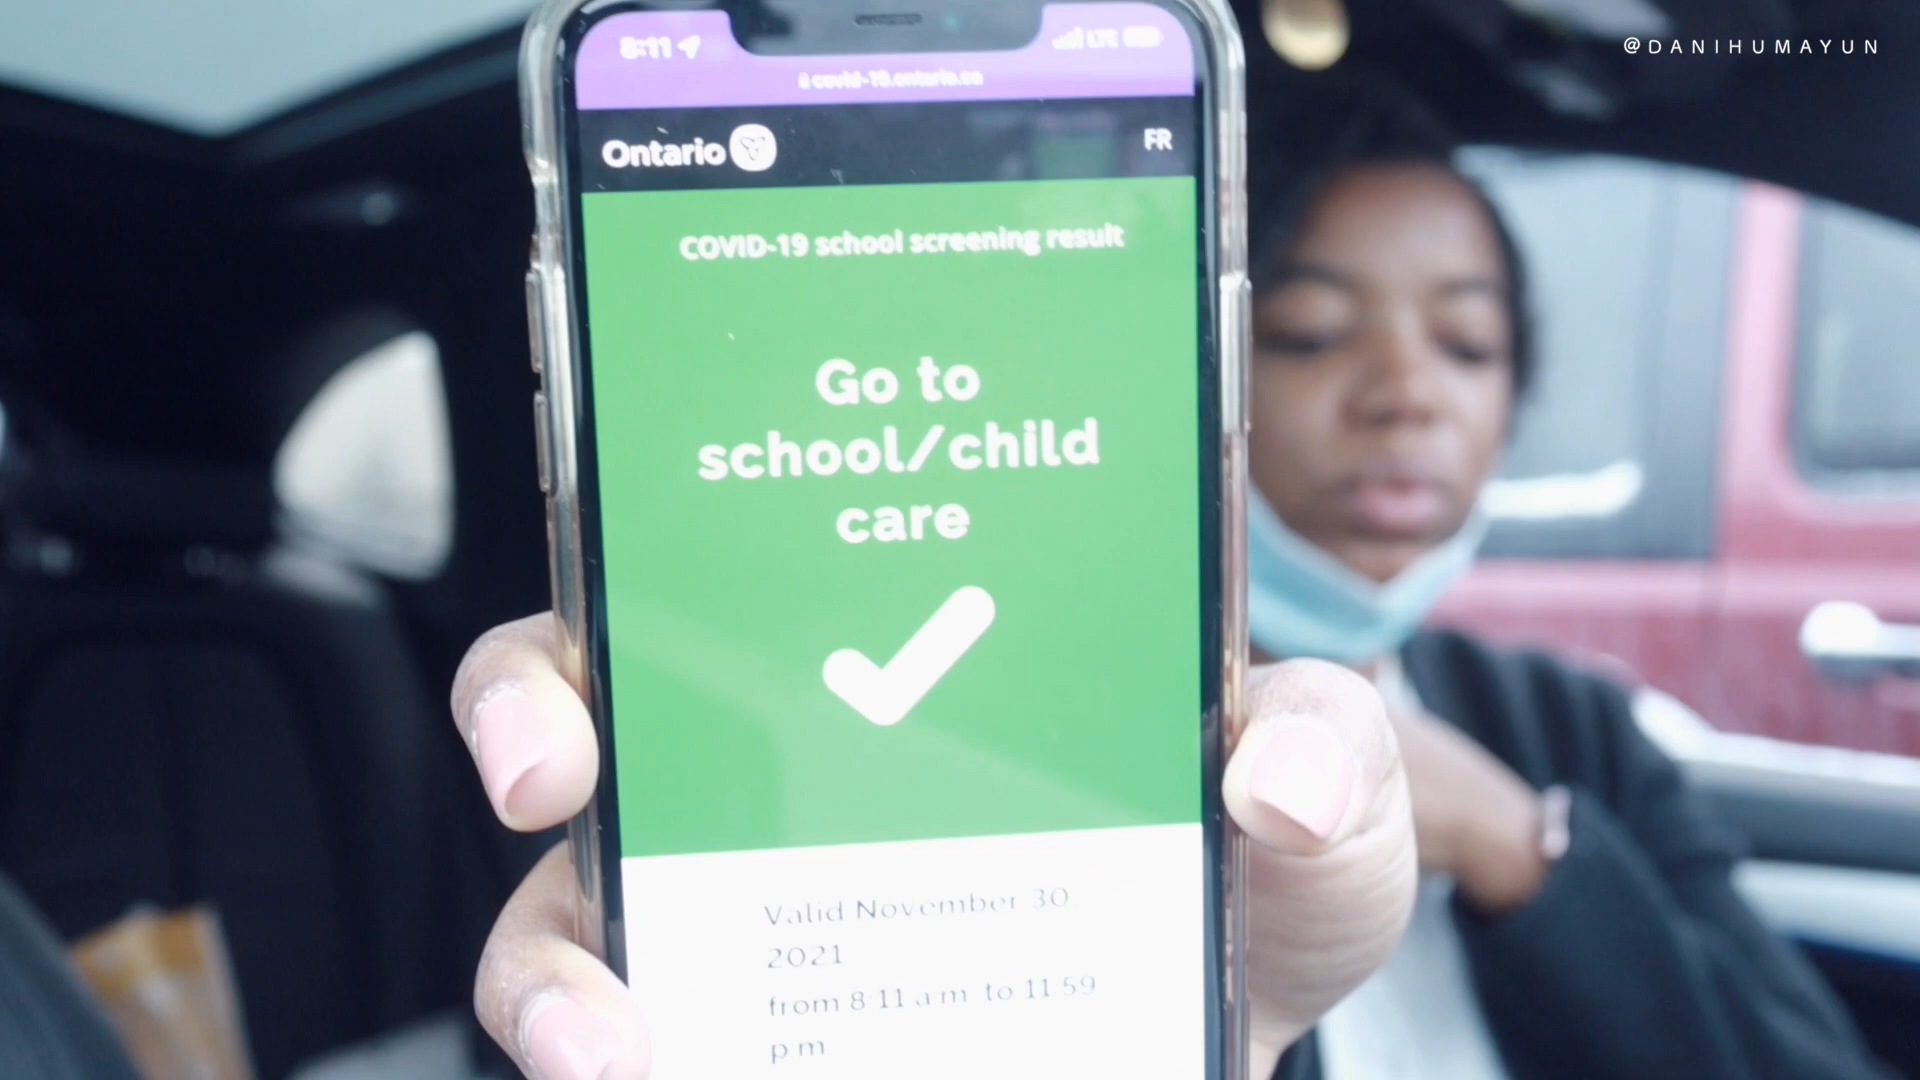 @DANIHUMAYUN
8:11 LTE
covid-19.ontario.ca
Ontario FR
COVID-19 school screening result
Go to
school/child
care
Valid November 30
2021
from 8 11 a m to 11 59
p m